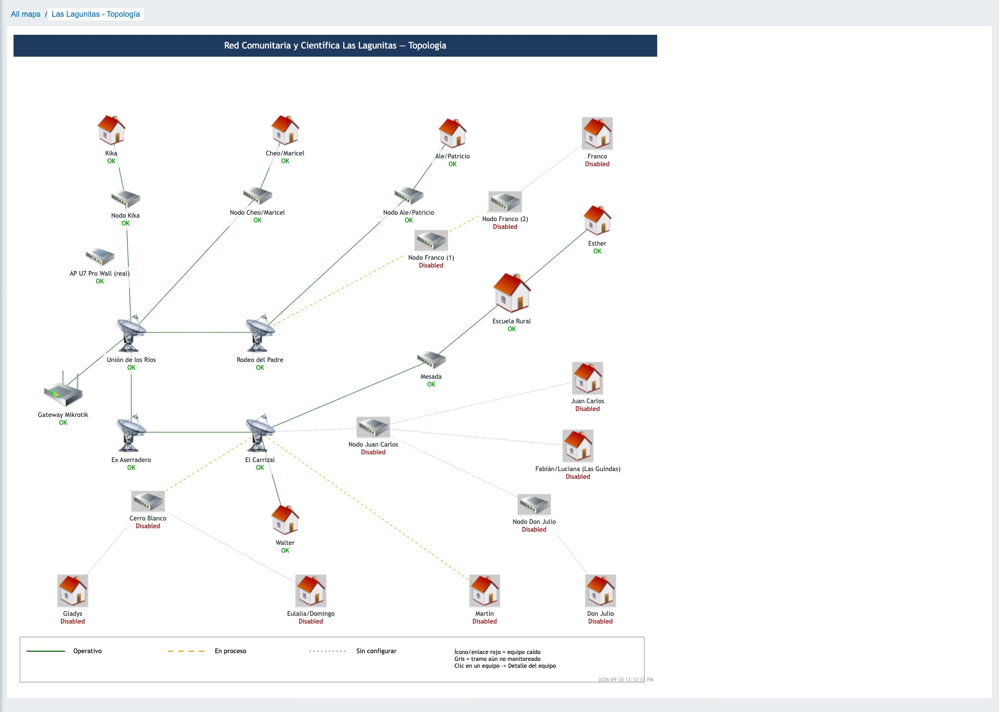 All maps / Las Lagunitas - Topología
Red Comunitaria y Científica Las Lagunitas — Topología
Kika
OK
Cheo/Maricel
OK
Ale/Patricio
OK
Franco
Disabled
Nodo Kika
OK
Nodo Cheo/Maricel
OK
Nodo Ale/Patricio
OK
Nodo Franco (2)
Disabled
Esther
OK
Nodo Franco (1)
Disabled
AP U7 Pro Wall (real)
OK
Escuela Rural
OK
Unión de los Ríos
OK
Rodeo del Padre
OK
Mesada
OK
Juan Carlos
Disabled
Gateway Mikrotik
OK
Nodo Juan Carlos
Disabled
Ex Aserradero
OK
El Carrizal
OK
Fabián/Luciana (Las Guindas)
Disabled
Cerro Blanco
Disabled
Nodo Don Julio
Disabled
Walter
OK
Gladys
Disabled
Eulalia/Domingo
Disabled
Martín
Disabled
Don Julio
Disabled
Operativo
En proceso
Sin configurar
Ícono/enlace rojo = equipo caído
Gris = tramo aún no monitoreado
Clic en un equipo -> Detalle del equipo
2026-09-30 12:32:33 PM